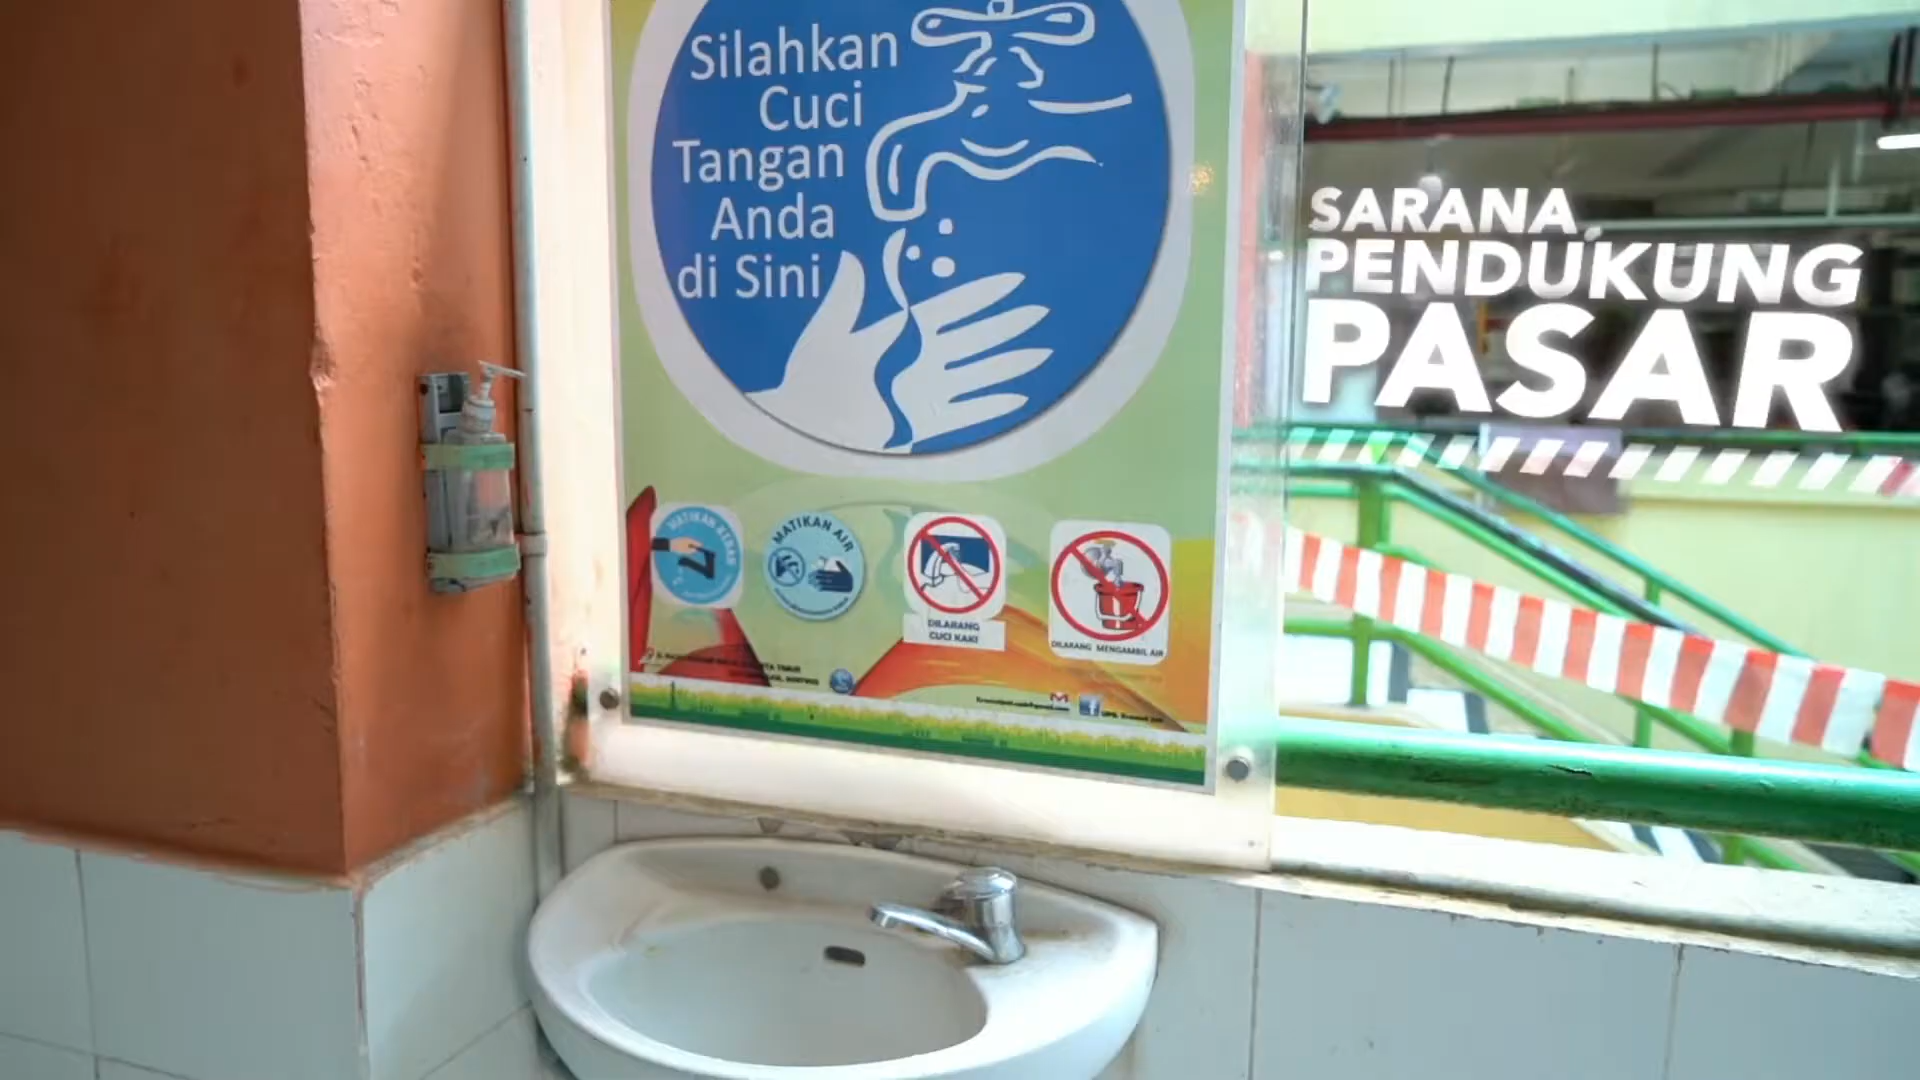 Silahkan
Cuci
Tangan
Anda
di Sini
SARANA
PENDUKUNG
PASAR
MATIKAN KERAN
MATIKAN AIR
DILARANG
CUCI KAKI
DILARANG MENGAMBIL AIR